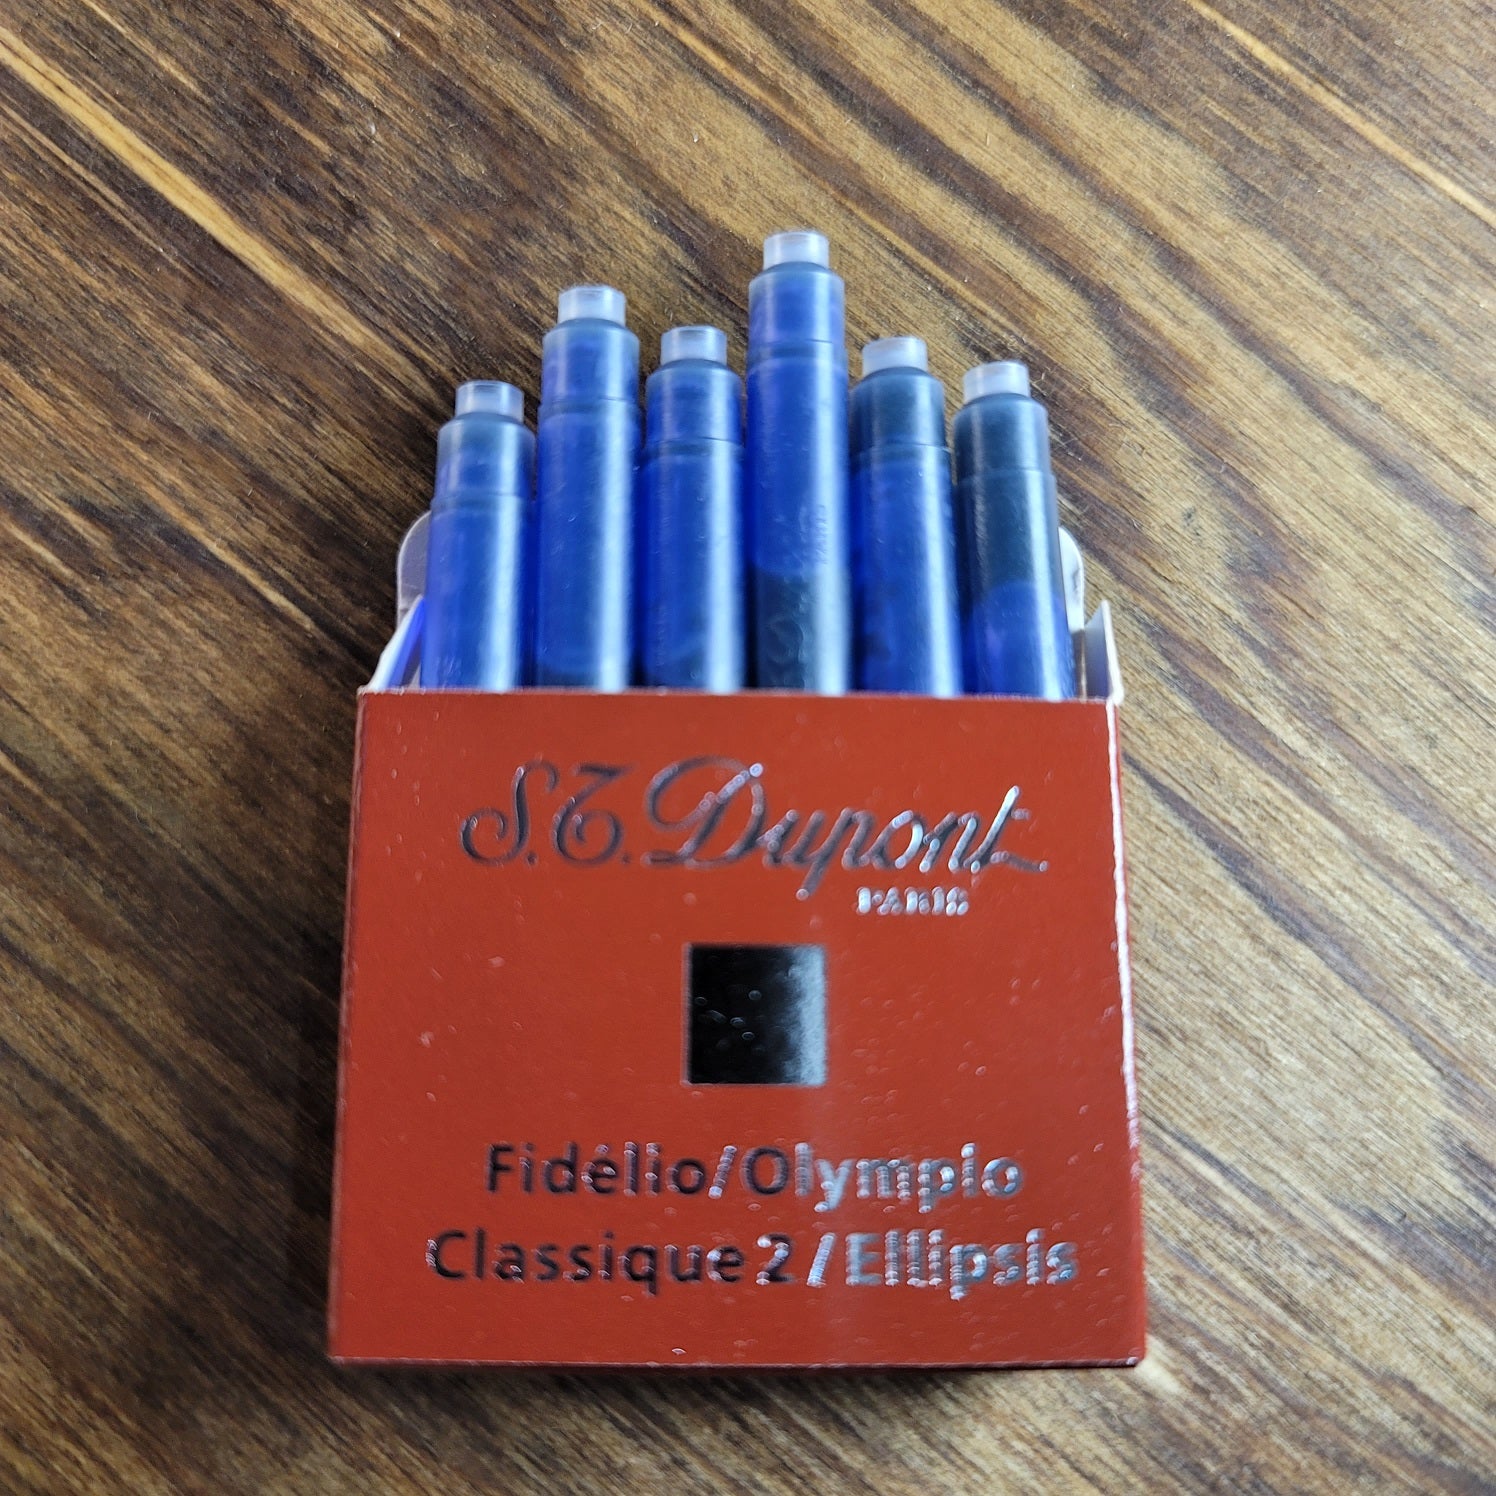 S.T. Dupont
PARIS
Fidélio/Olympio
Classique 2/Ellipsis